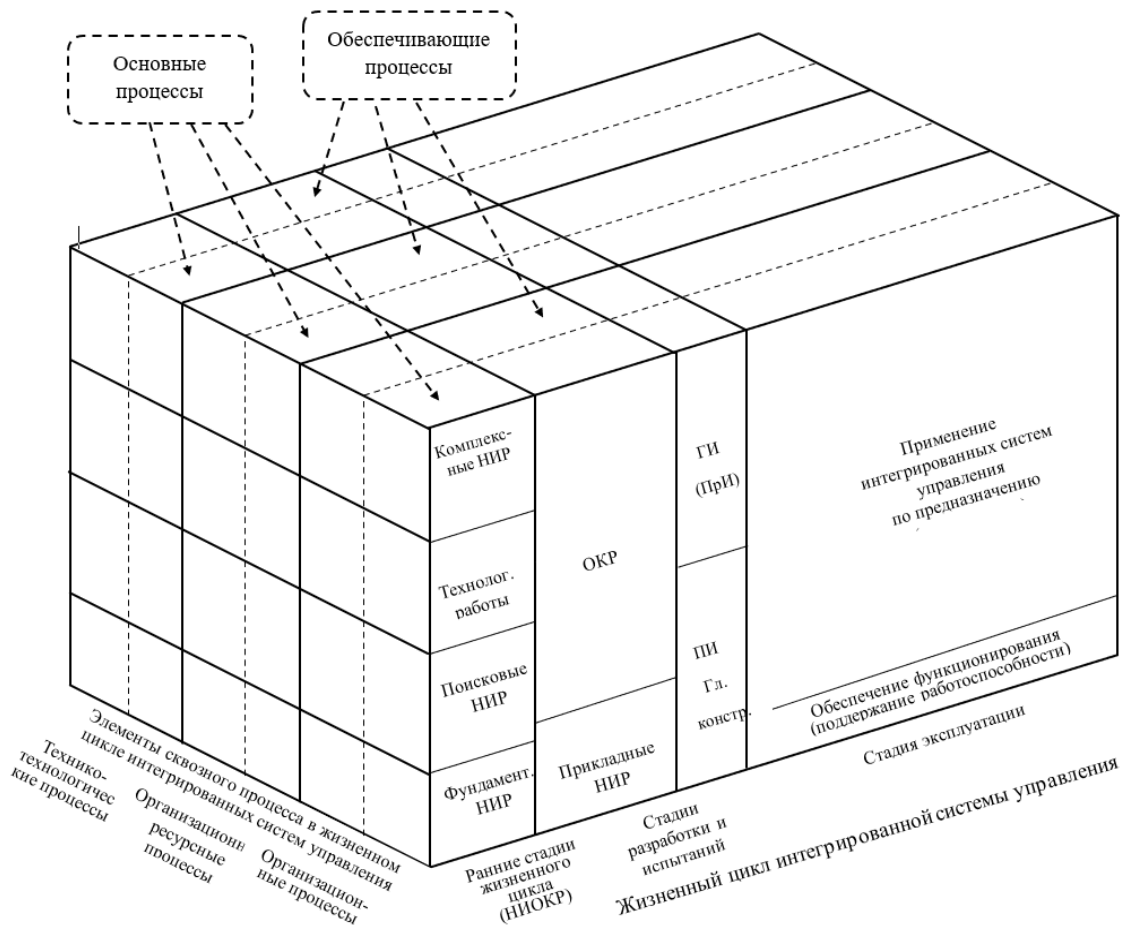 Основные
процессы
Обеспечивающие
процессы
Комплекс-
ные НИР
Технолог.
работы
Поисковые
НИР
Фундамент.
НИР
ОКР
Прикладные
НИР
ГИ
(ПрИ)
ПИ
Гл.
констр.
Применение
интегрированных систем
управления
по предназначению
Обеспечение функционирования
(поддержание работоспособности)
Элементы сквозного процесса в жизненном
цикле интегрированных систем управления
Технико-
технологичес
кие процессы
Организационн
ресурсные
процессы
Организацион-
ные процессы
Ранние стадии
жизненного
цикла
(НИОКР)
Стадии
разработки и
испытаний
Стадия эксплуатации
Жизненный цикл интегрированной системы управления